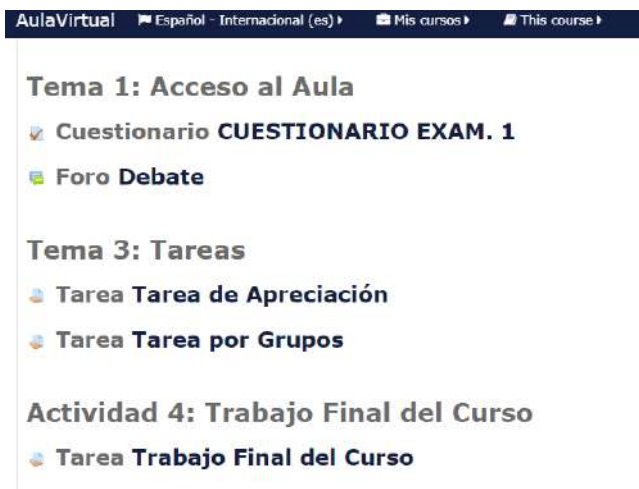 AulaVirtual Español - Internacional (es) Mis cursos This course
Tema 1: Acceso al Aula
Cuestionario CUESTIONARIO EXAM. 1
Foro Debate
Tema 3: Tareas
Tarea Tarea de Apreciación
Tarea Tarea por Grupos
Actividad 4: Trabajo Final del Curso
Tarea Trabajo Final del Curso